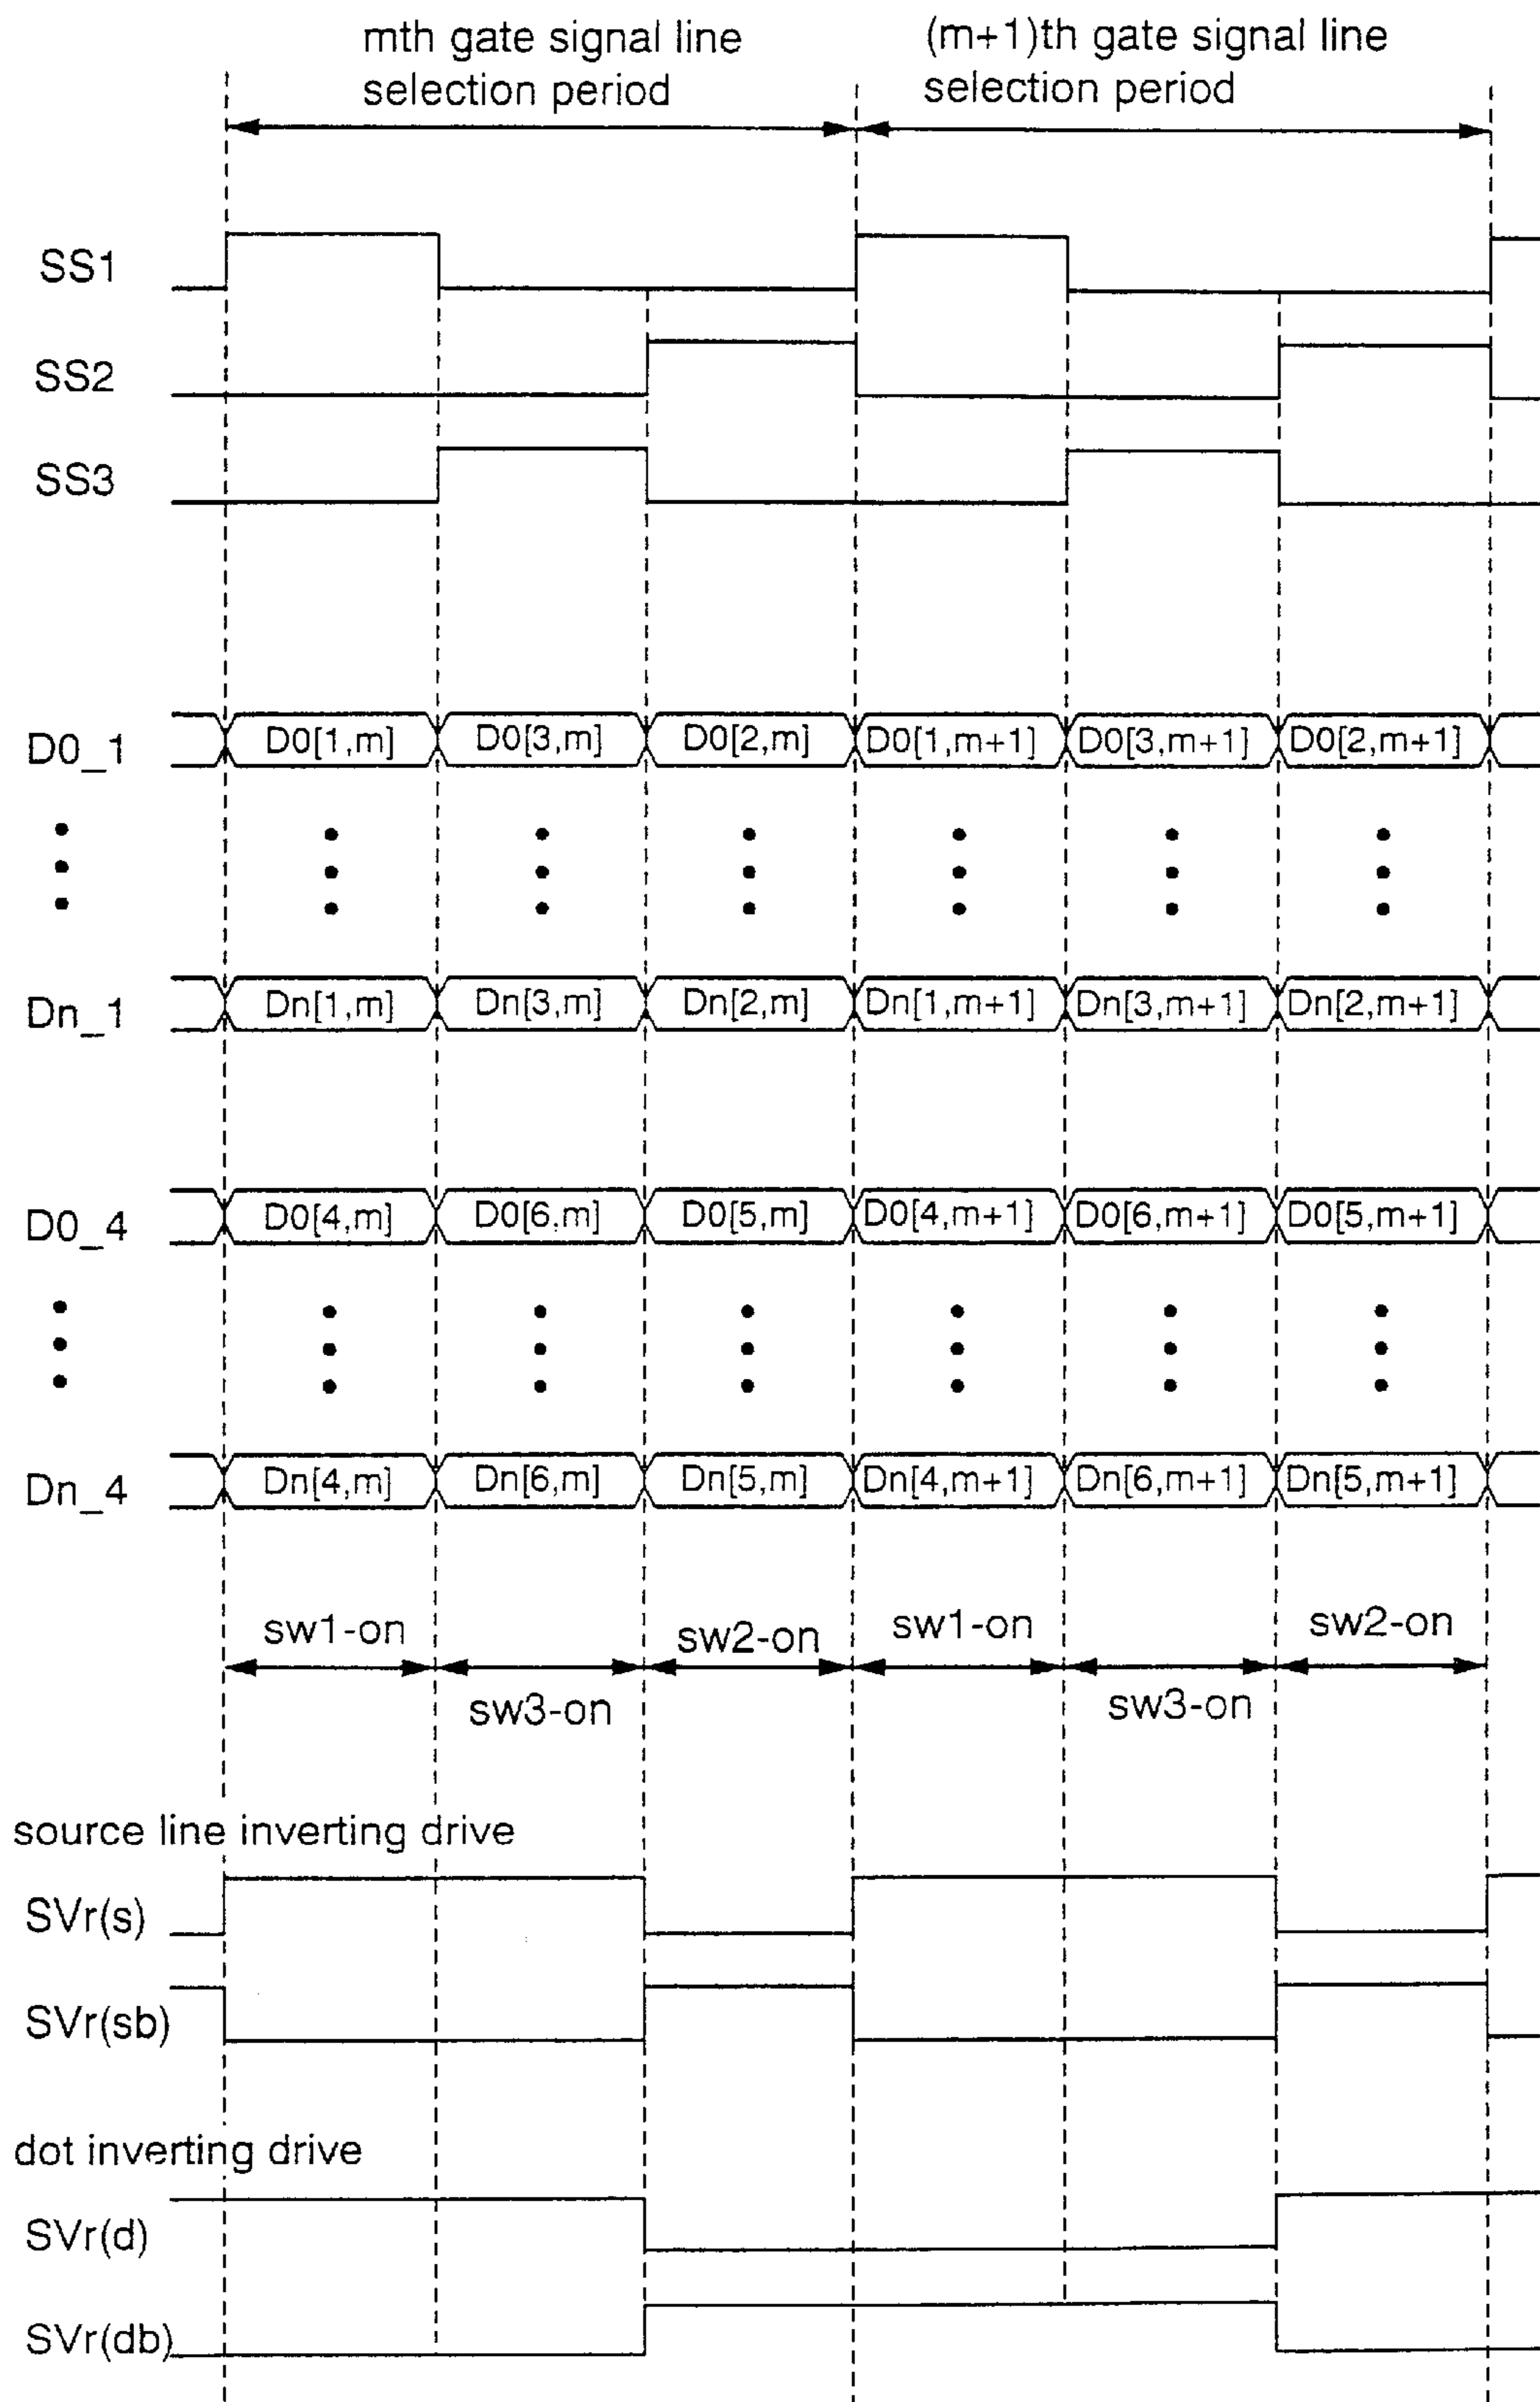 mth gate signal line
selection period
(m+1)th gate signal line
selection period
SS1
SS2
SS3
D0_1 D0[1,m] D0[3,m] D0[2,m] D0[1,m+1] D0[3,m+1] D0[2,m+1]
Dn_1 Dn[1,m] Dn[3,m] Dn[2,m] Dn[1,m+1] Dn[3,m+1] Dn[2,m+1]
D0_4 D0[4,m] D0[6,m] D0[5,m] D0[4,m+1] D0[6,m+1] D0[5,m+1]
Dn_4 Dn[4,m] Dn[6,m] Dn[5,m] Dn[4,m+1] Dn[6,m+1] Dn[5,m+1]
sw1-on sw2-on sw1-on sw2-on
sw3-on sw3-on
source line inverting drive
SVr(s)
SVr(sb)
dot inverting drive
SVr(d)
SVr(db)